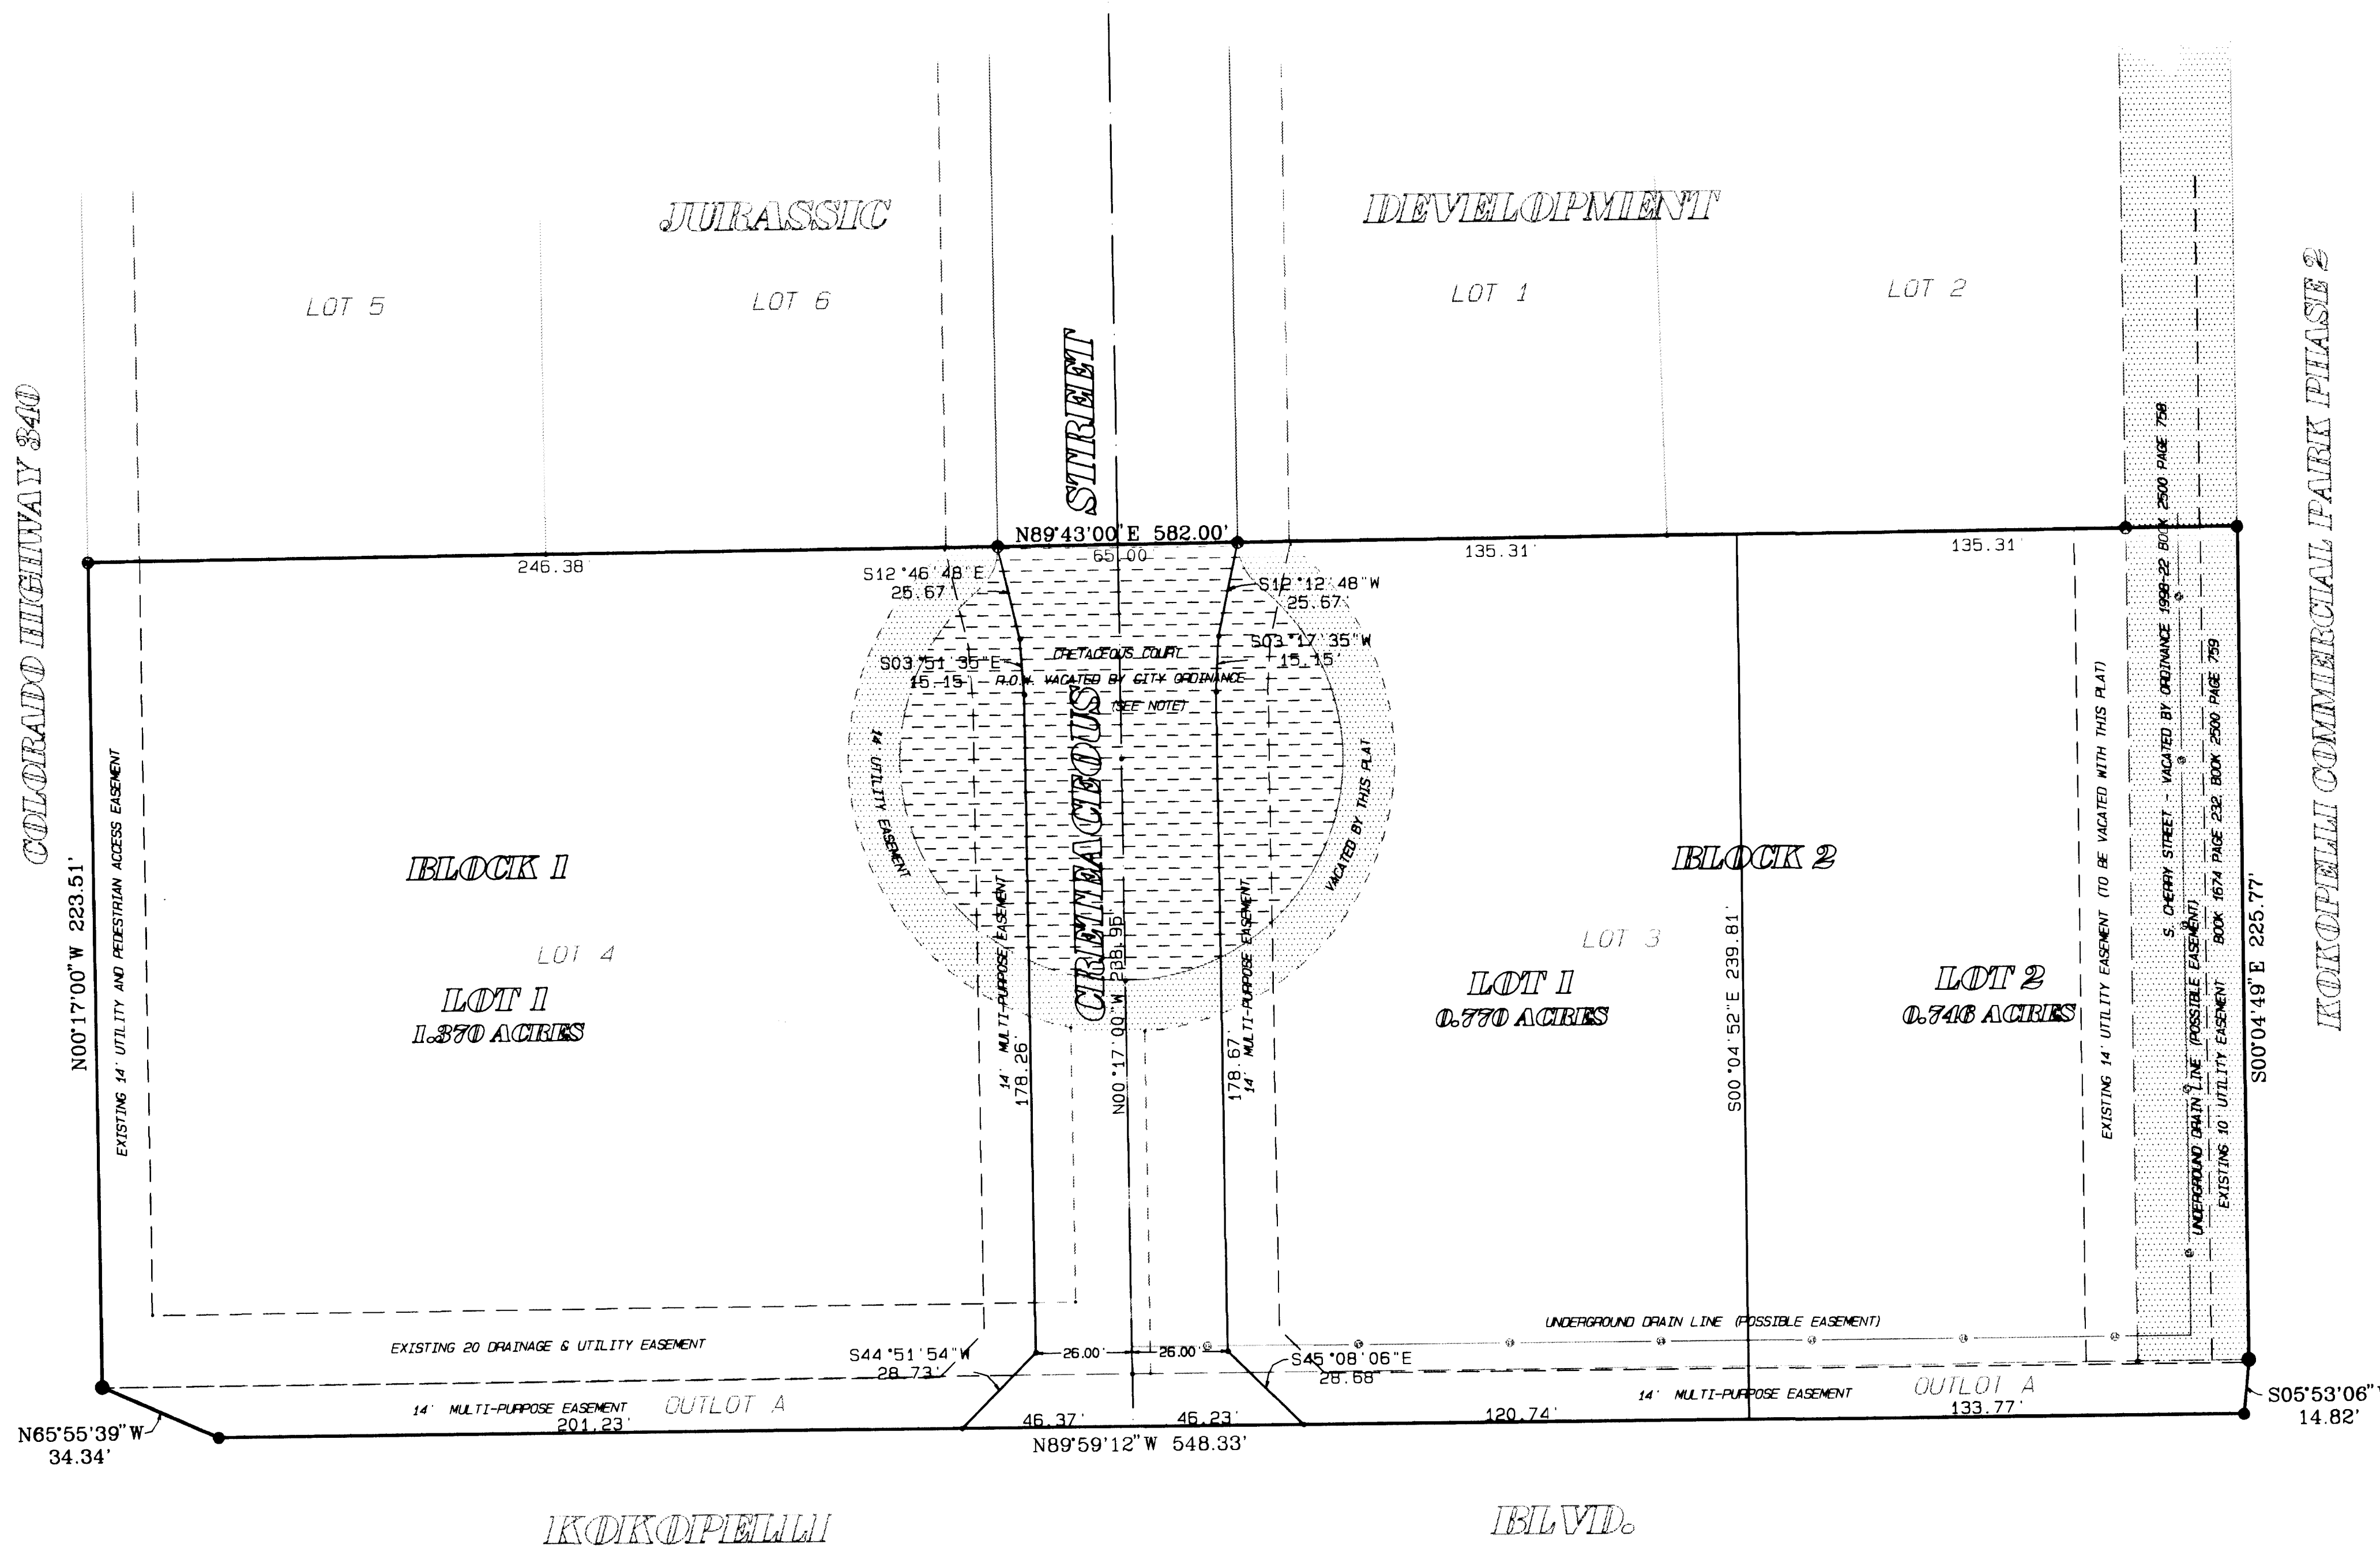 JURASSIC
DEVELOPMENT
LOT 5
LOT 6
LOT 1
LOT 2
COLORADO HIGHWAY 340
KOKOPELLI COMMERCIAL PARK PHASE 2
CRETACEOUS STREET
N89°43'00"E 582.00'
246.38'
65.00
135.31'
135.31'
S12°46'48"E
25.67'
S12°12'48"W
25.67'
S03°51'35"E
15.15'
S03°17'35"W
15.15'
CRETACEOUS COURT
R.O.W. VACATED BY CITY ORDINANCE
(SEE NOTE)
14' UTILITY EASEMENT
VACATED BY THIS PLAT
N00°17'00"W 223.51'
EXISTING 14' UTILITY AND PEDESTRIAN ACCESS EASEMENT
BLOCK 1
LOT 4
LOT 1
1.370 ACRES
14' MULTI-PURPOSE EASEMENT
178.26'
N00°17'00"W 238.95'
178.67'
14' MULTI-PURPOSE EASEMENT
BLOCK 2
LOT 3
LOT 1
0.770 ACRES
S00°04'52"E 239.81'
LOT 2
0.746 ACRES
EXISTING 14' UTILITY EASEMENT (TO BE VACATED WITH THIS PLAT)
S. CHERRY STREET - VACATED BY ORDINANCE 1998-22 BOOK 2500 PAGE 758
UNDERGROUND DRAIN LINE (POSSIBLE EASEMENT)
EXISTING 10' UTILITY EASEMENT BOOK 1674 PAGE 232, BOOK 2500 PAGE 759
S00°04'49"E 225.77'
EXISTING 20 DRAINAGE & UTILITY EASEMENT
UNDERGROUND DRAIN LINE (POSSIBLE EASEMENT)
S44°51'54"W
28.73'
26.00'
26.00'
S45°08'06"E
28.68'
14' MULTI-PURPOSE EASEMENT
OUTLOT A
201.23'
46.37'
46.23'
120.74'
14' MULTI-PURPOSE EASEMENT
OUTLOT A
133.77'
S05°53'06"
14.82'
N65°55'39"W
34.34'
N89°59'12"W 548.33'
KOKOPELLI
BLVD.